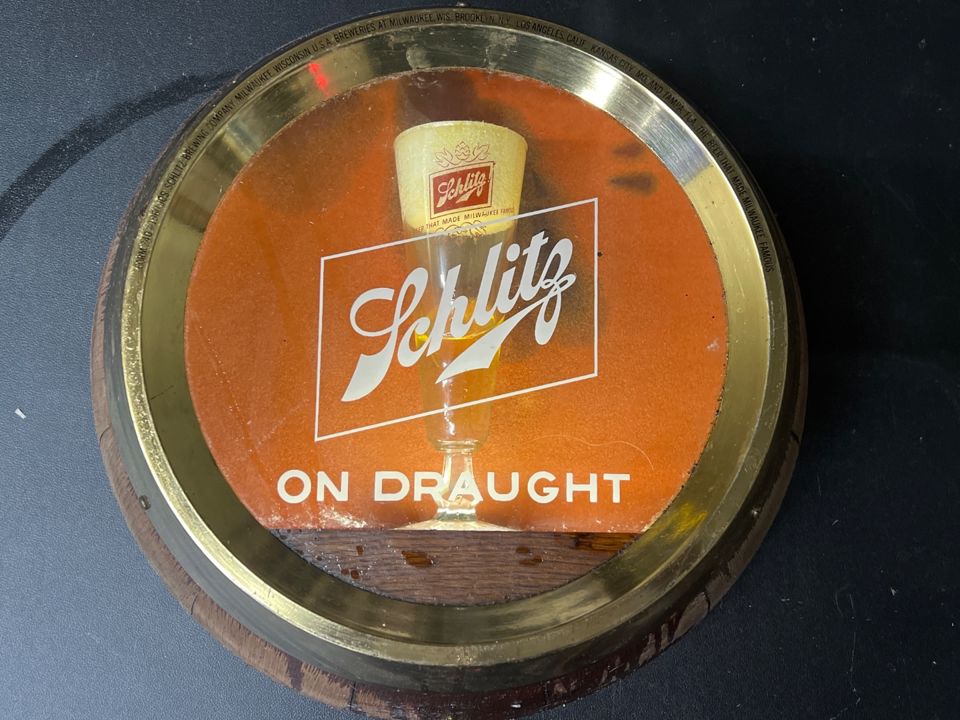 JOS. SCHLITZ BREWING COMPANY, MILWAUKEE, WISCONSIN, U.S.A. BREWERIES AT MILWAUKEE, WIS. BROOKLYN, N.Y., LOS ANGELES, CALIF. KANSAS CITY, MO. AND TAMPA, FLA. THE BEER THAT MADE MILWAUKEE FAMOUS
Schlitz
THAT MADE MILWAUKEE FAMOUS
Schlitz
ON DRAUGHT